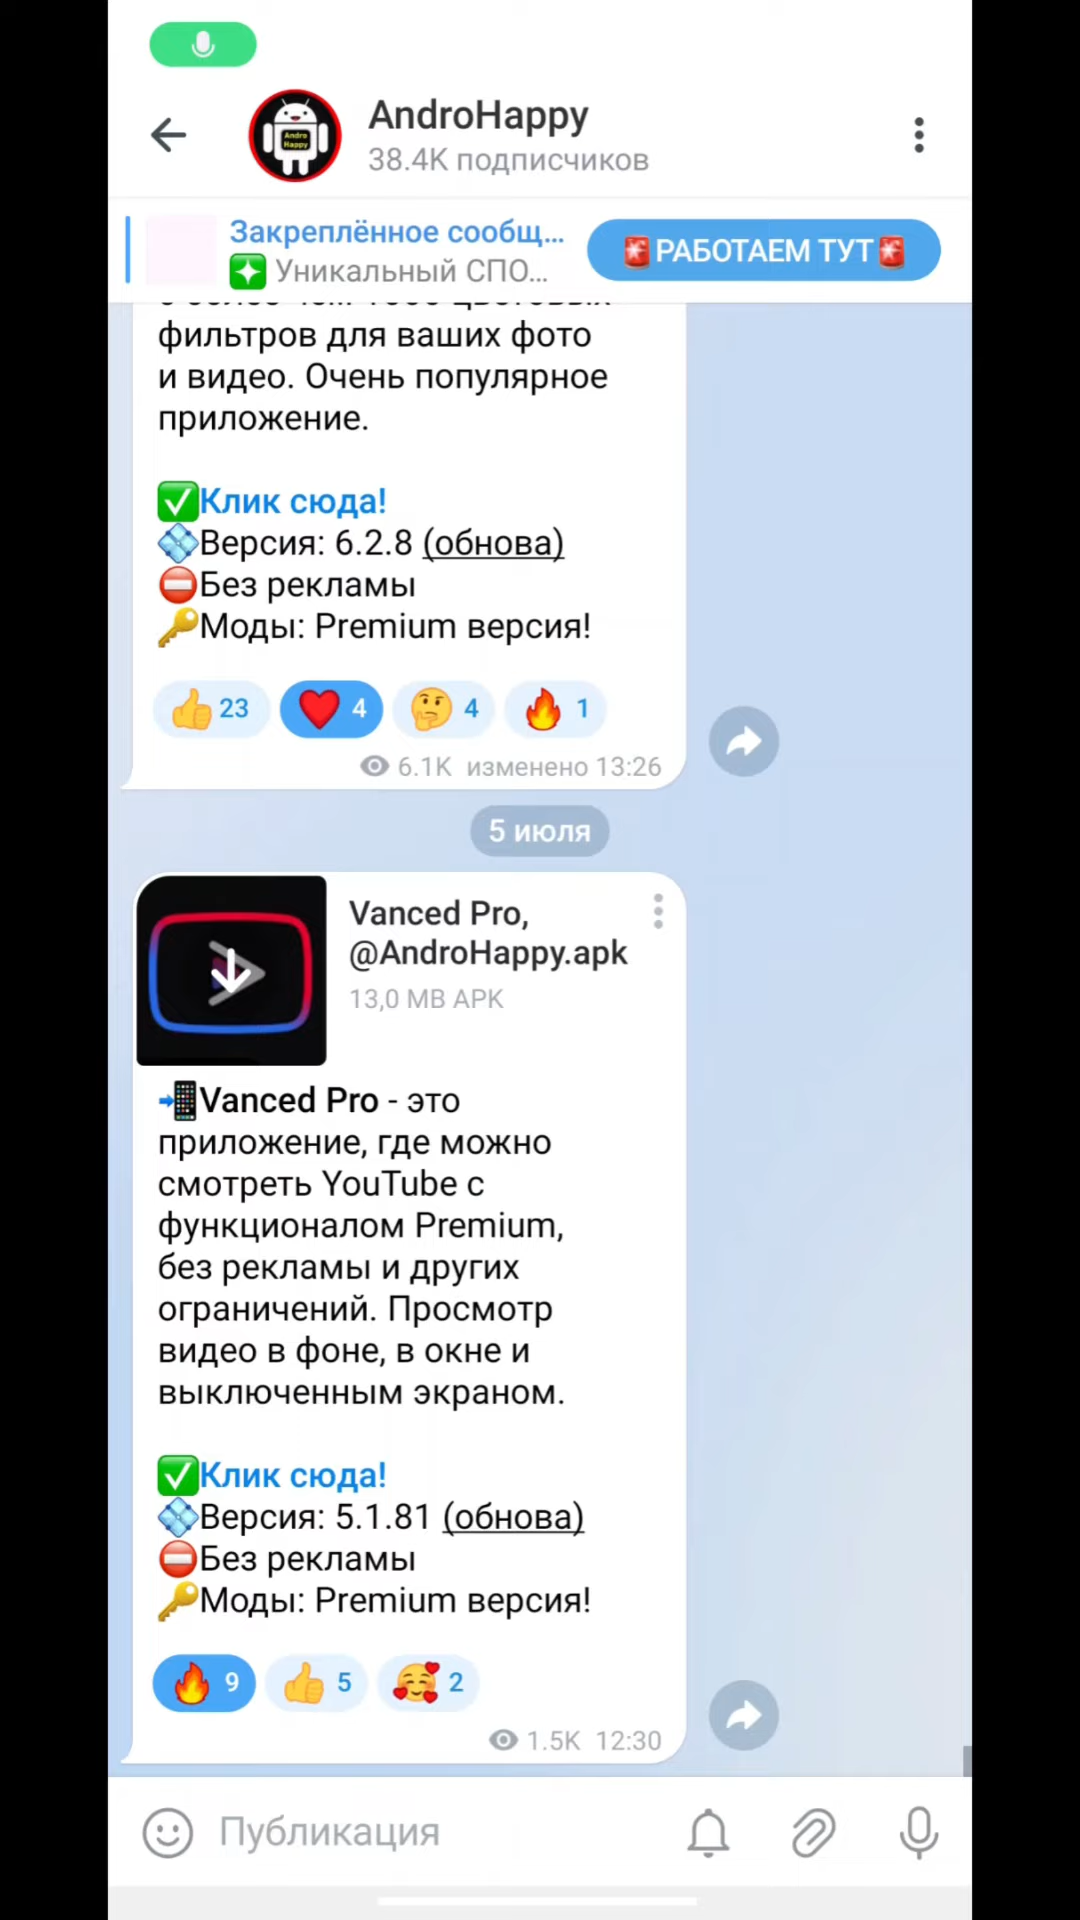 AndroHappy
38.4K подписчиков
Andro
Happy
Закреплённое сообщ...
Уникальный СПО...
РАБОТАЕМ ТУТ
фильтров для ваших фото
и видео. Очень популярное
приложение.
Клик сюда!
Версия: 6.2.8 (обнова)
Без рекламы
Моды: Premium версия!
23
4
4
1
6.1K изменено 13:26
5 июля
Vanced Pro,
@AndroHappy.apk
13,0 MB APK
Vanced Pro - это
приложение, где можно
смотреть YouTube с
функционалом Premium,
без рекламы и других
ограничений. Просмотр
видео в фоне, в окне и
выключенным экраном.
Клик сюда!
Версия: 5.1.81 (обнова)
Без рекламы
Моды: Premium версия!
9
5
2
1.5K 12:30
Публикация